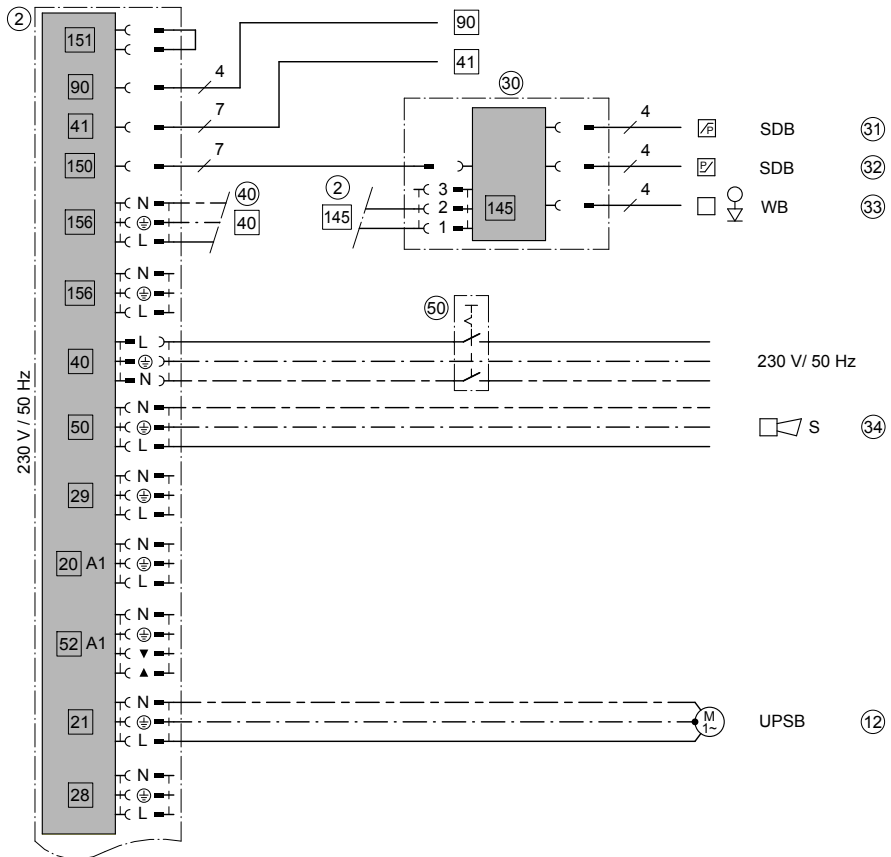 2
151
90
90
4
41
41
7
30
150
7
4
P
SDB
31
4
P
SDB
32
4
WB
33
2
145
3
2
1
145
156
N
L
40
40
156
N
L
50
40
L
N
230 V/ 50 Hz
230 V / 50 Hz
50
N
L
S
34
29
N
L
20 A1
N
L
52 A1
N
21
N
L
M
1~
UPSB
12
28
N
L